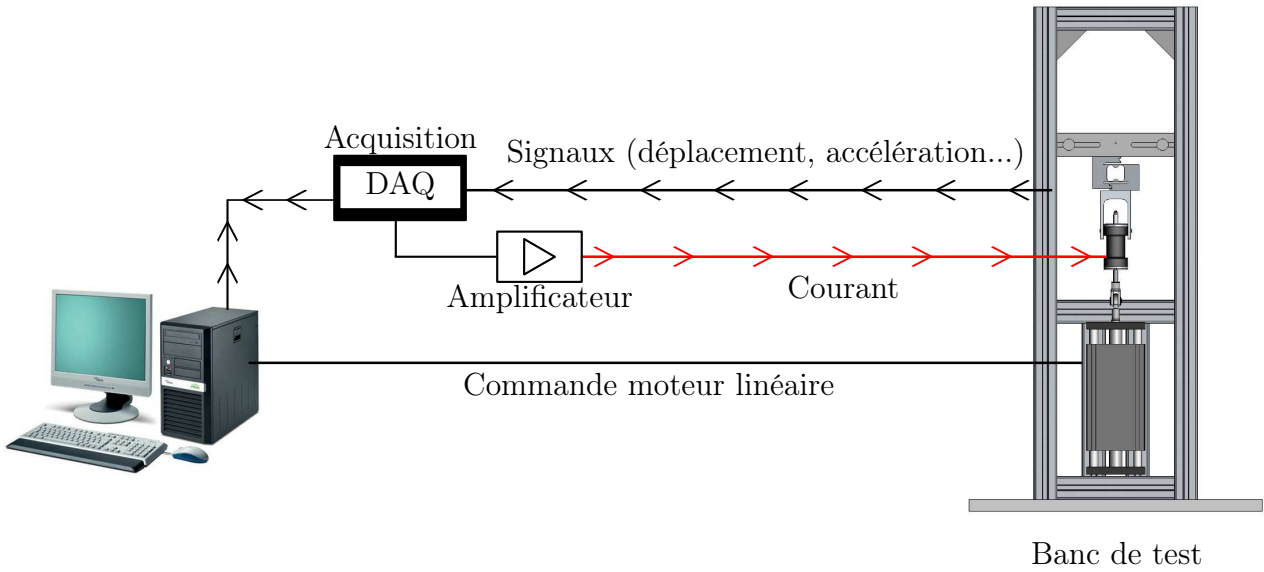 Acquisition
DAQ
Signaux (déplacement, accélération...)
Amplificateur
Courant
Commande moteur linéaire
Banc de test